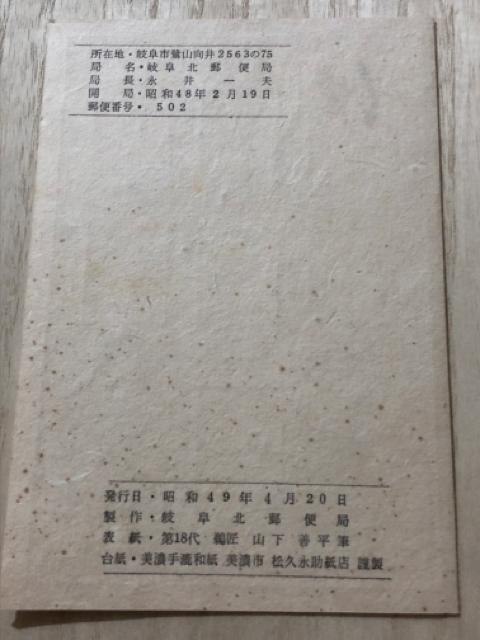 所在地・岐阜市鷺山向井2563の75
局名・岐阜北郵便局
局長・永井一夫
開局・昭和48年2月19日
郵便番号・502
発行日・昭和49年4月20日
製作・岐阜北郵便局
表紙・第18代 鵜匠 山下善平筆
台紙・美濃手漉和紙 美濃市 松久永助紙店 謹製